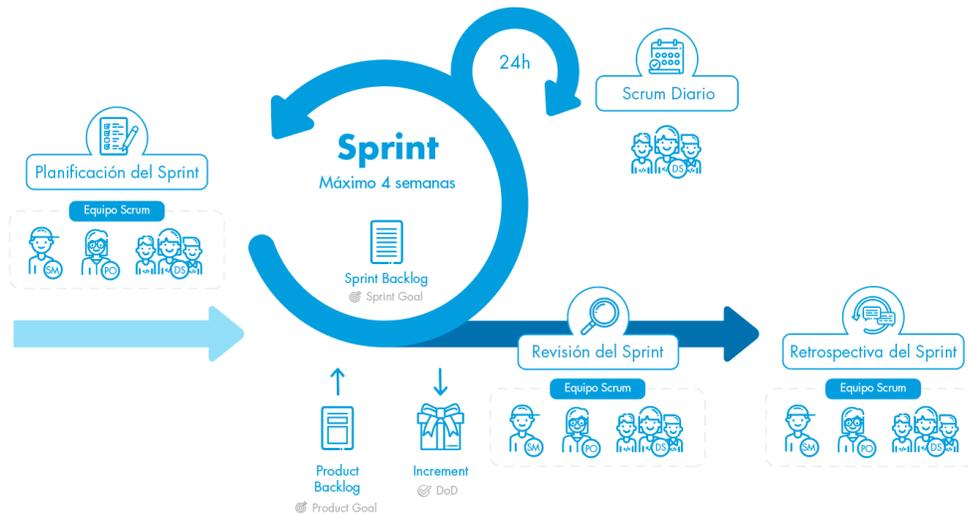 24h
Scrum Diario
DS
Sprint
Máximo 4 semanas
Planificación del Sprint
Equipo Scrum
SM
PO
DS
Sprint Backlog
Sprint Goal
Revisión del Sprint
Equipo Scrum
SM
PO
DS
Retrospectiva del Sprint
Equipo Scrum
SM
PO
DS
Product
Backlog
Product Goal
Increment
DoD